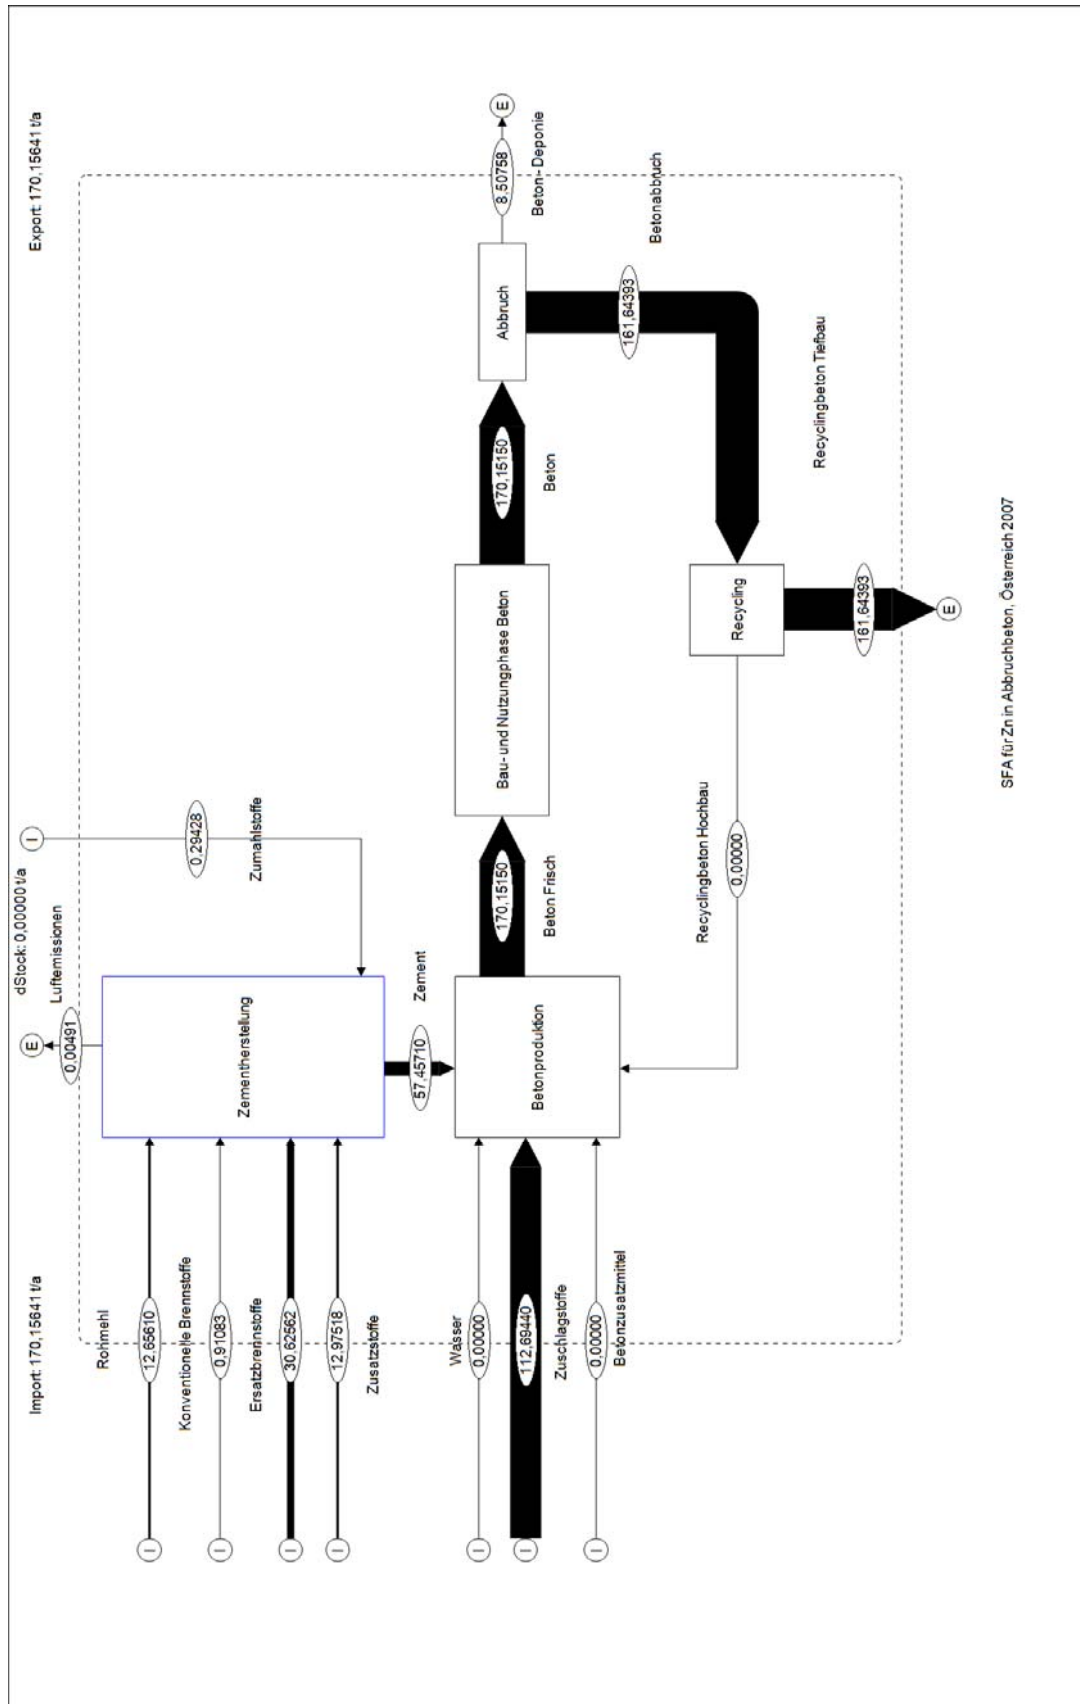 Import: 170,15641 t/a
dStock: 0,00000 t/a
Export: 170,15641 t/a
Luftemissionen
E
I
0,00491
Rohmehl
I
12,65610
Konventionelle Brennstoffe
I
0,91083
Ersatzbrennstoffe
I
30,62562
Zusatzstoffe
I
12,97518
Zementherstellung
0,29428
Zumahlstoffe
57,45710
Zement
Wasser
I
0,00000
Zuschlagstoffe
I
112,69440
Betonzusatzmittel
I
0,00000
Betonproduktion
170,15150
Beton Frisch
Bau- und Nutzungphase Beton
170,15150
Beton
Abbruch
8,50758
E
Beton - Deponie
161,64393
Betonabbruch
Recyclingbeton Hochbau
0,00000
Recycling
Recyclingbeton Tiefbau
161,64393
E
SFA für Zn in Abbruchbeton, Österreich 2007